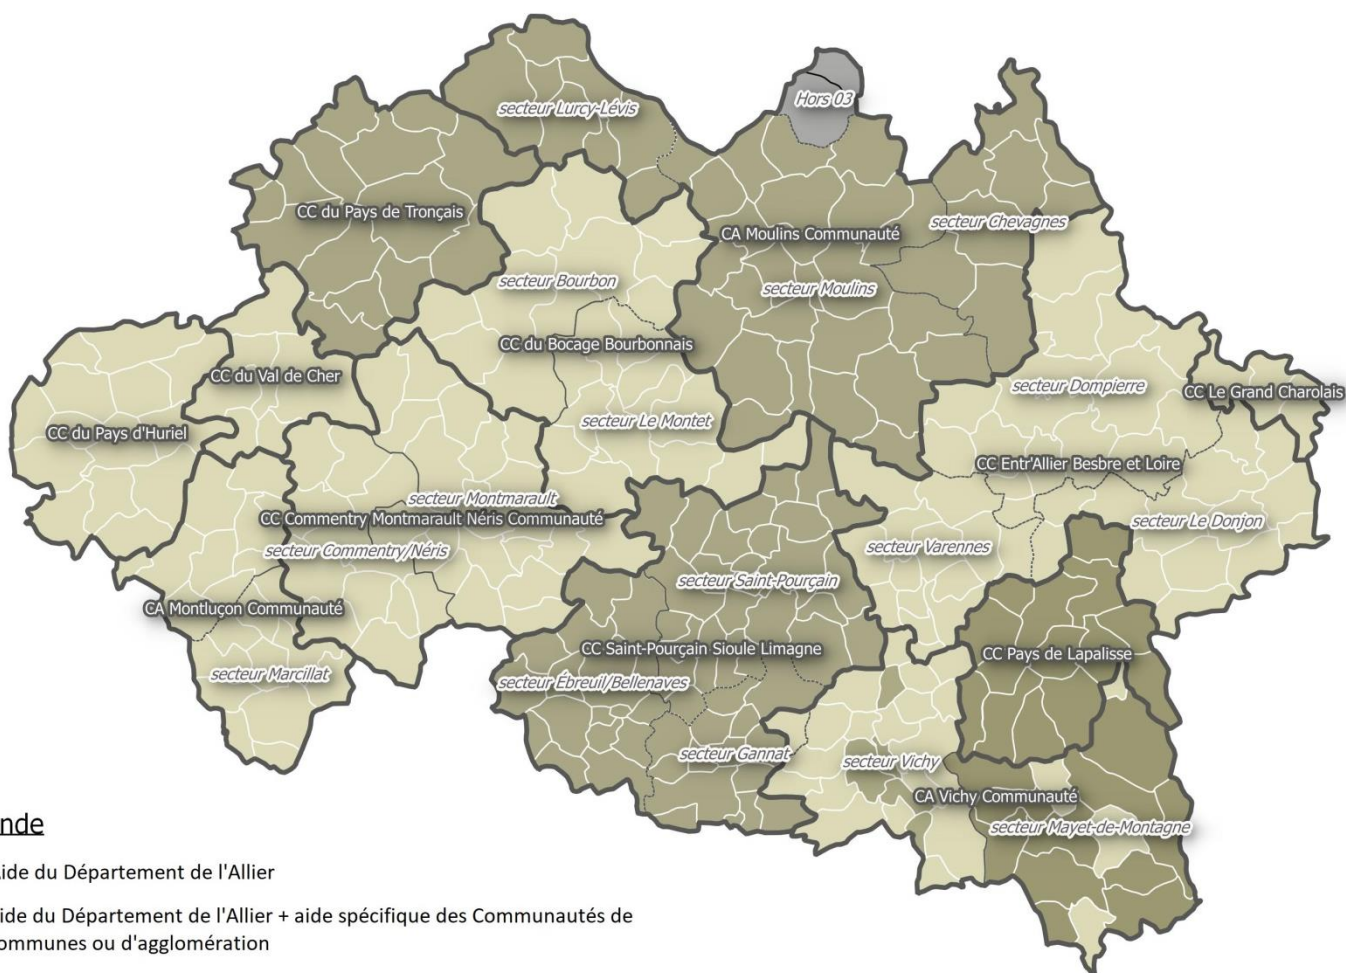 secteur Lurcy-Lévis
Hors 03
CC du Pays de Tronçais
secteur Chevagnes
CA Moulins Communauté
secteur Bourbon
secteur Moulins
CC du Bocage Bourbonnais
CC du Val de Cher
secteur Dompierre
CC Le Grand Charolais
secteur Le Montet
CC du Pays d'Huriel
CC Entr'Allier Besbre et Loire
secteur Montmarault
CC Commentry Montmarault Néris Communauté
secteur Le Donjon
secteur Commentry/Néris
secteur Varennes
secteur Saint-Pourçain
CA Montluçon Communauté
CC Saint-Pourçain Sioule Limagne
CC Pays de Lapalisse
secteur Marcillat
secteur Ébreuil/Bellenaves
secteur Gannat
secteur Vichy
CA Vichy Communauté
secteur Mayet-de-Montagne
nde
ide du Département de l'Allier
ide du Département de l'Allier + aide spécifique des Communautés de
ommunes ou d'agglomération